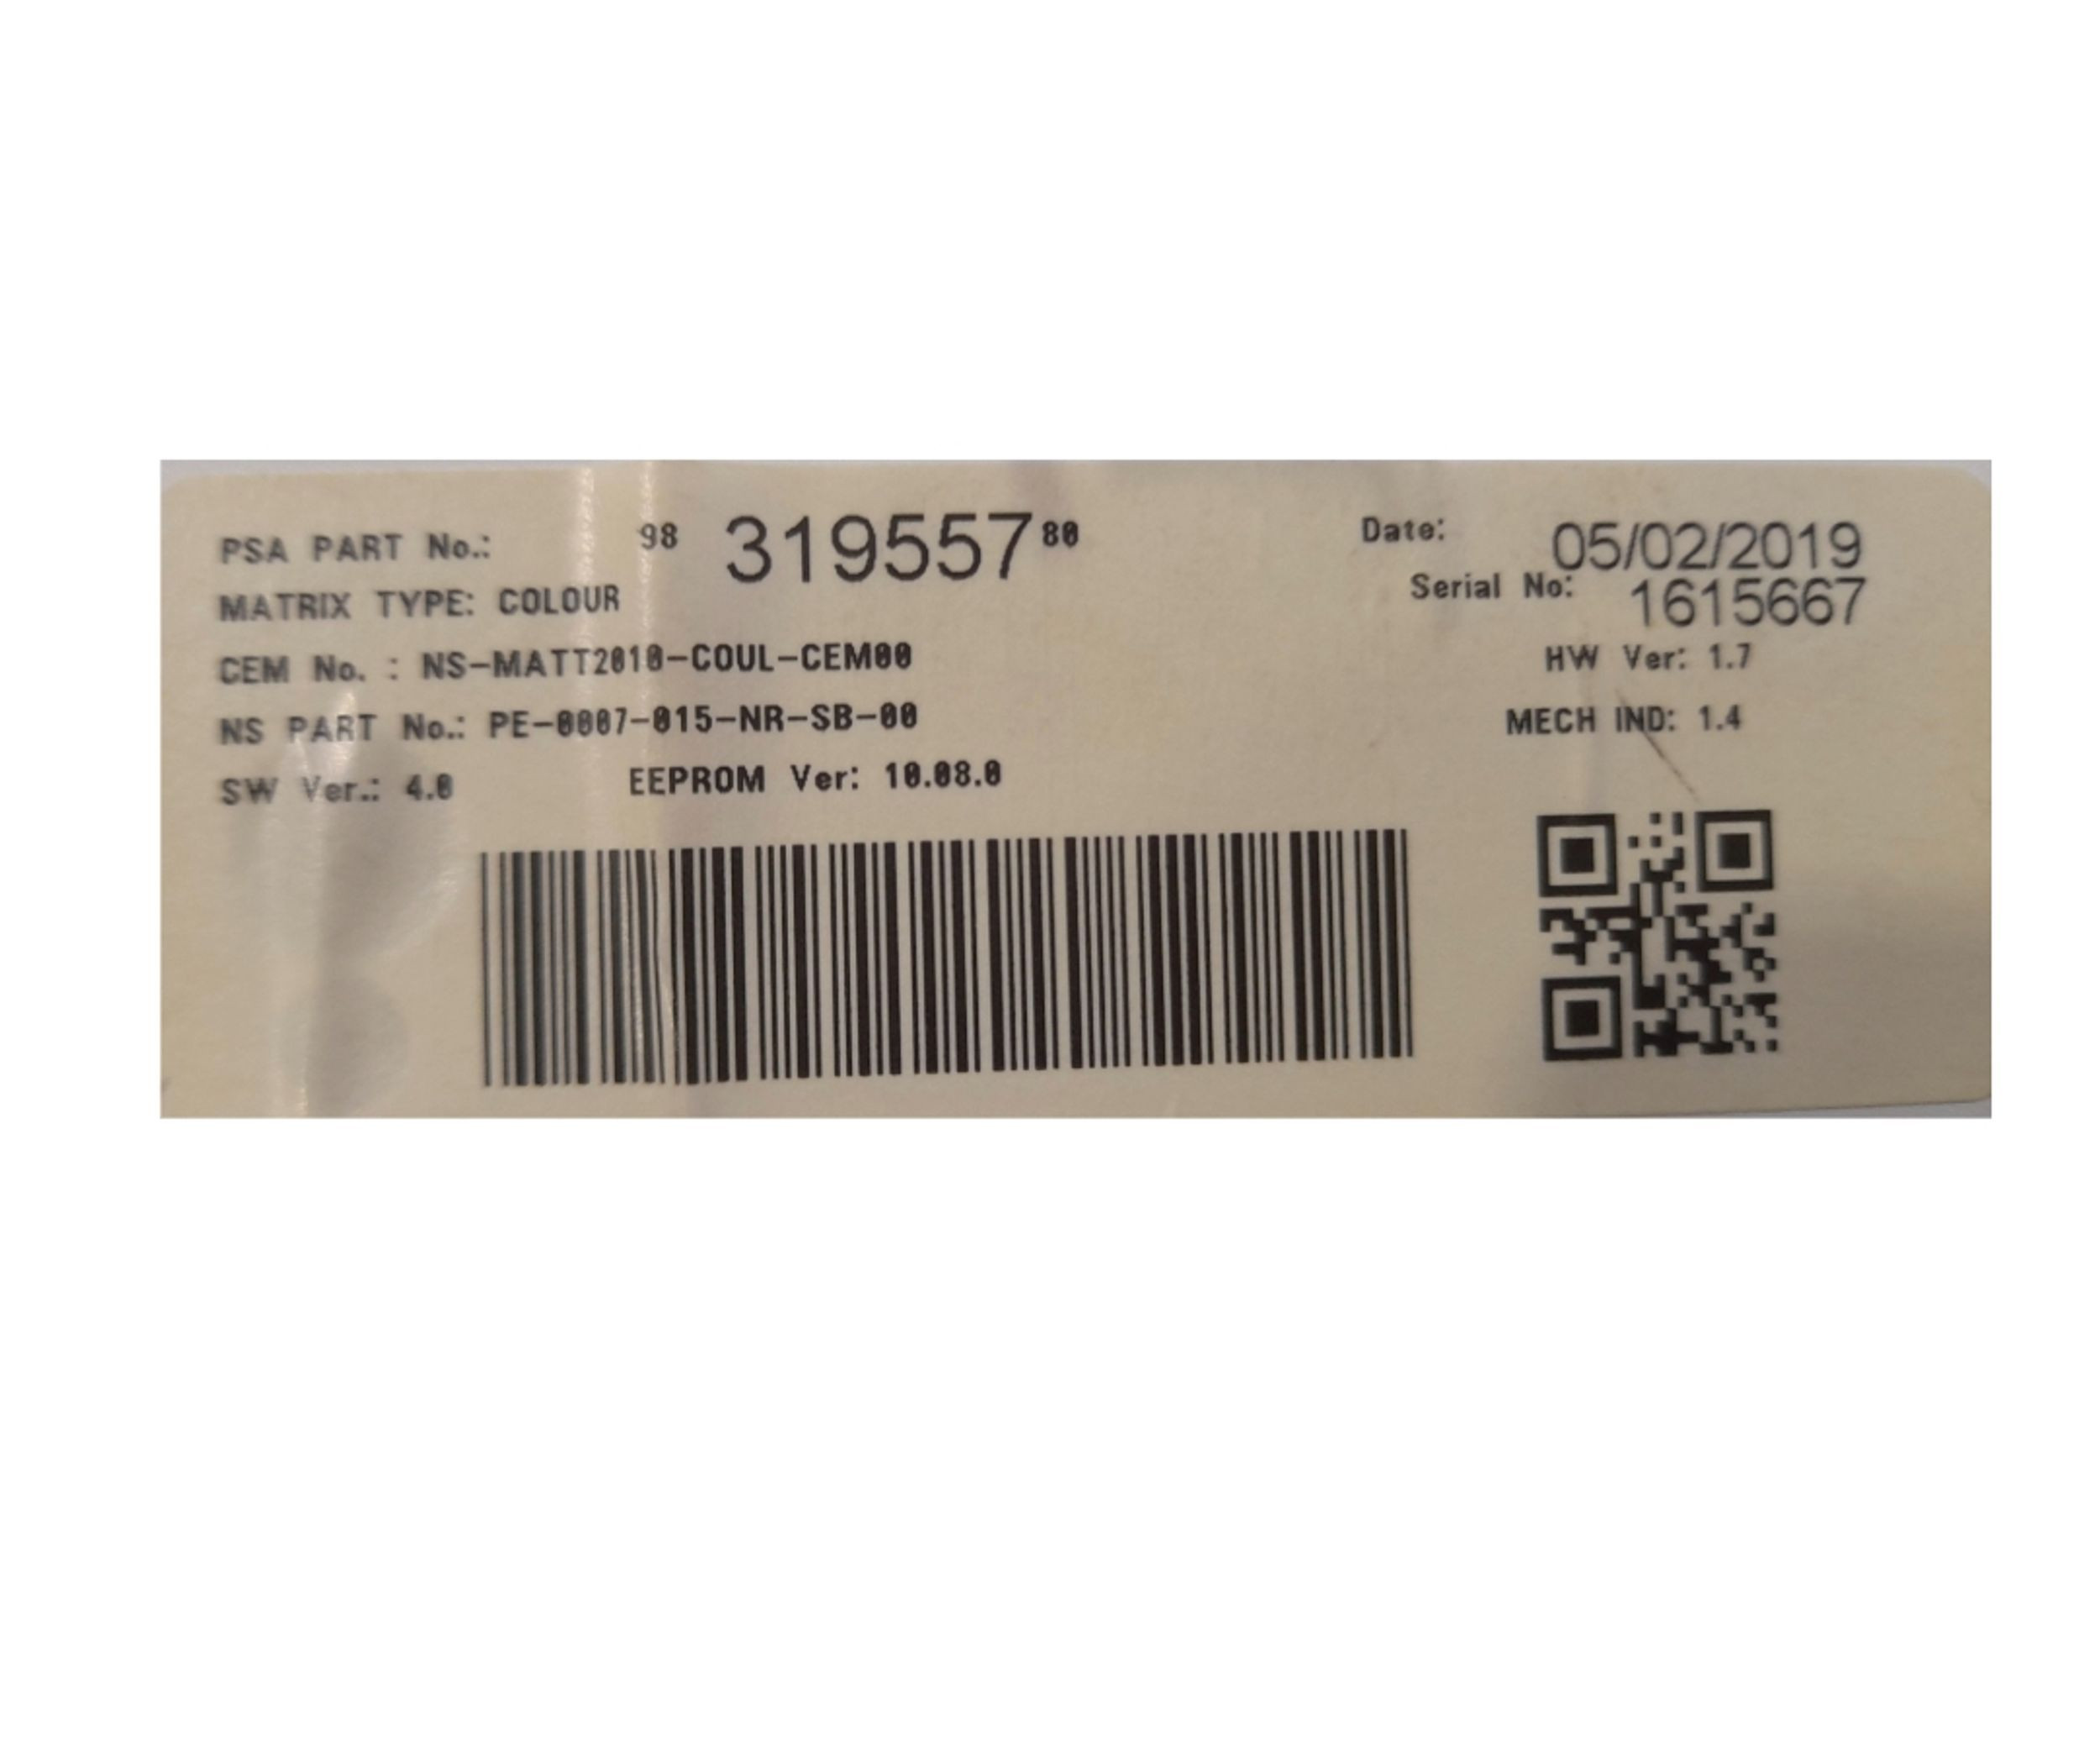 PSA PART No.: 98 319557 80 Date: 05/02/2019
MATRIX TYPE: COLOUR Serial No: 1615667
CEM No. : NS-MATT2010-COUL-CEM00 HW Ver: 1.7
NS PART No.: PE-0007-015-NR-SB-00 MECH IND: 1.4
SW Ver.: 4.0 EEPROM Ver: 10.08.0